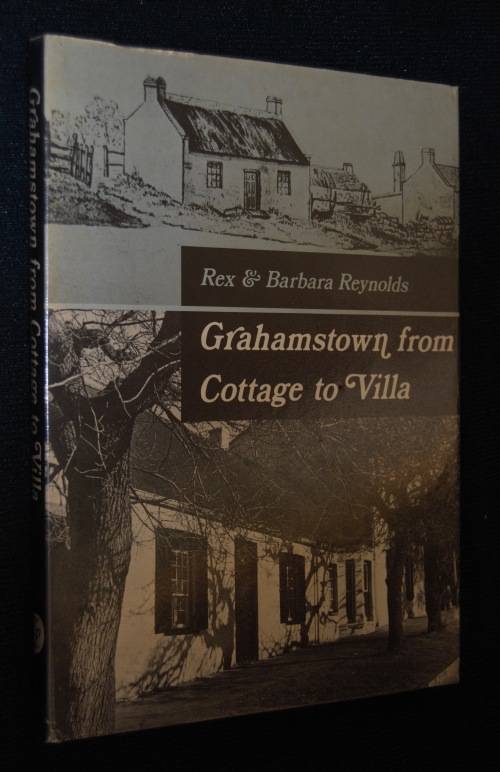 Grahamstown from Cottage to Villa
Rex & Barbara Reynolds
Grahamstown from
Cottage to Villa